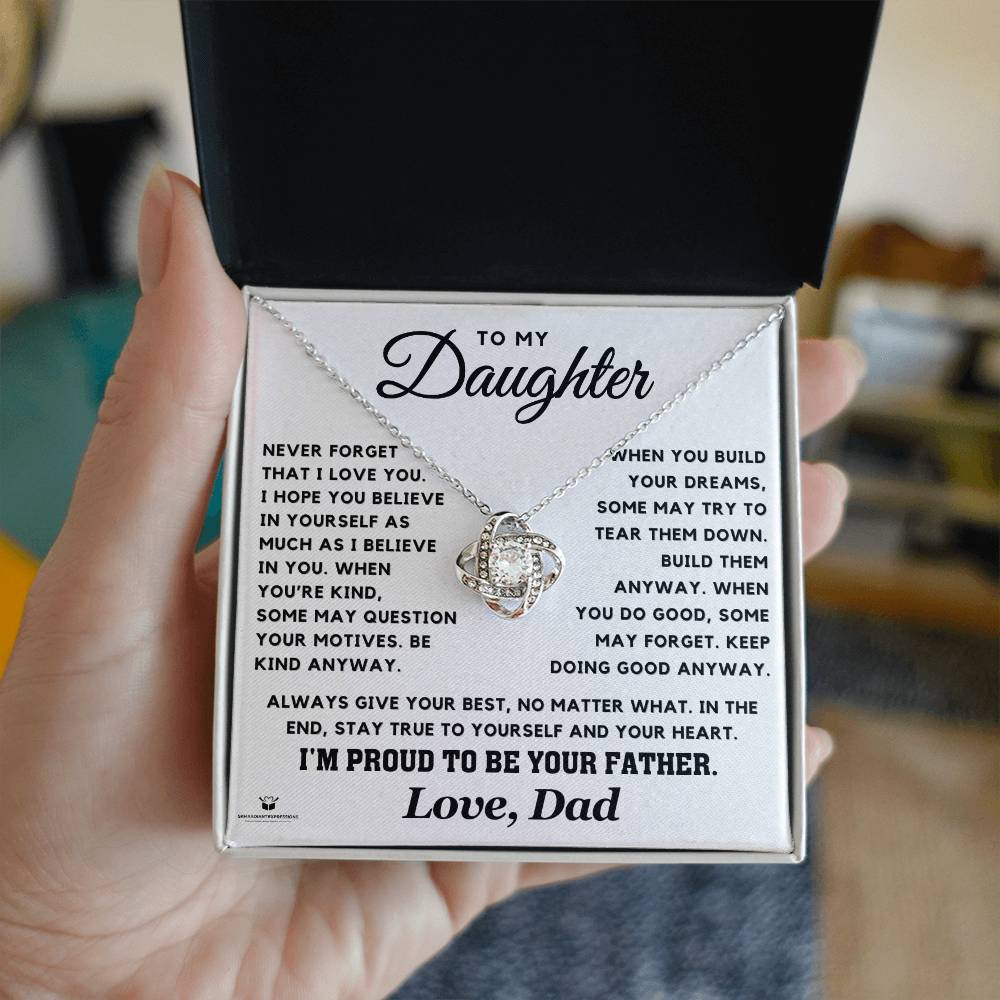 TO MY
Daughter
NEVER FORGET
THAT I LOVE YOU.
I HOPE YOU BELIEVE
IN YOURSELF AS
MUCH AS I BELIEVE
IN YOU. WHEN
YOU'RE KIND,
SOME MAY QUESTION
YOUR MOTIVES. BE
KIND ANYWAY.
WHEN YOU BUILD
YOUR DREAMS,
SOME MAY TRY TO
TEAR THEM DOWN.
BUILD THEM
ANYWAY. WHEN
YOU DO GOOD, SOME
MAY FORGET. KEEP
DOING GOOD ANYWAY.
ALWAYS GIVE YOUR BEST, NO MATTER WHAT. IN THE
END, STAY TRUE TO YOURSELF AND YOUR HEART.
I'M PROUD TO BE YOUR FATHER.
Love, Dad